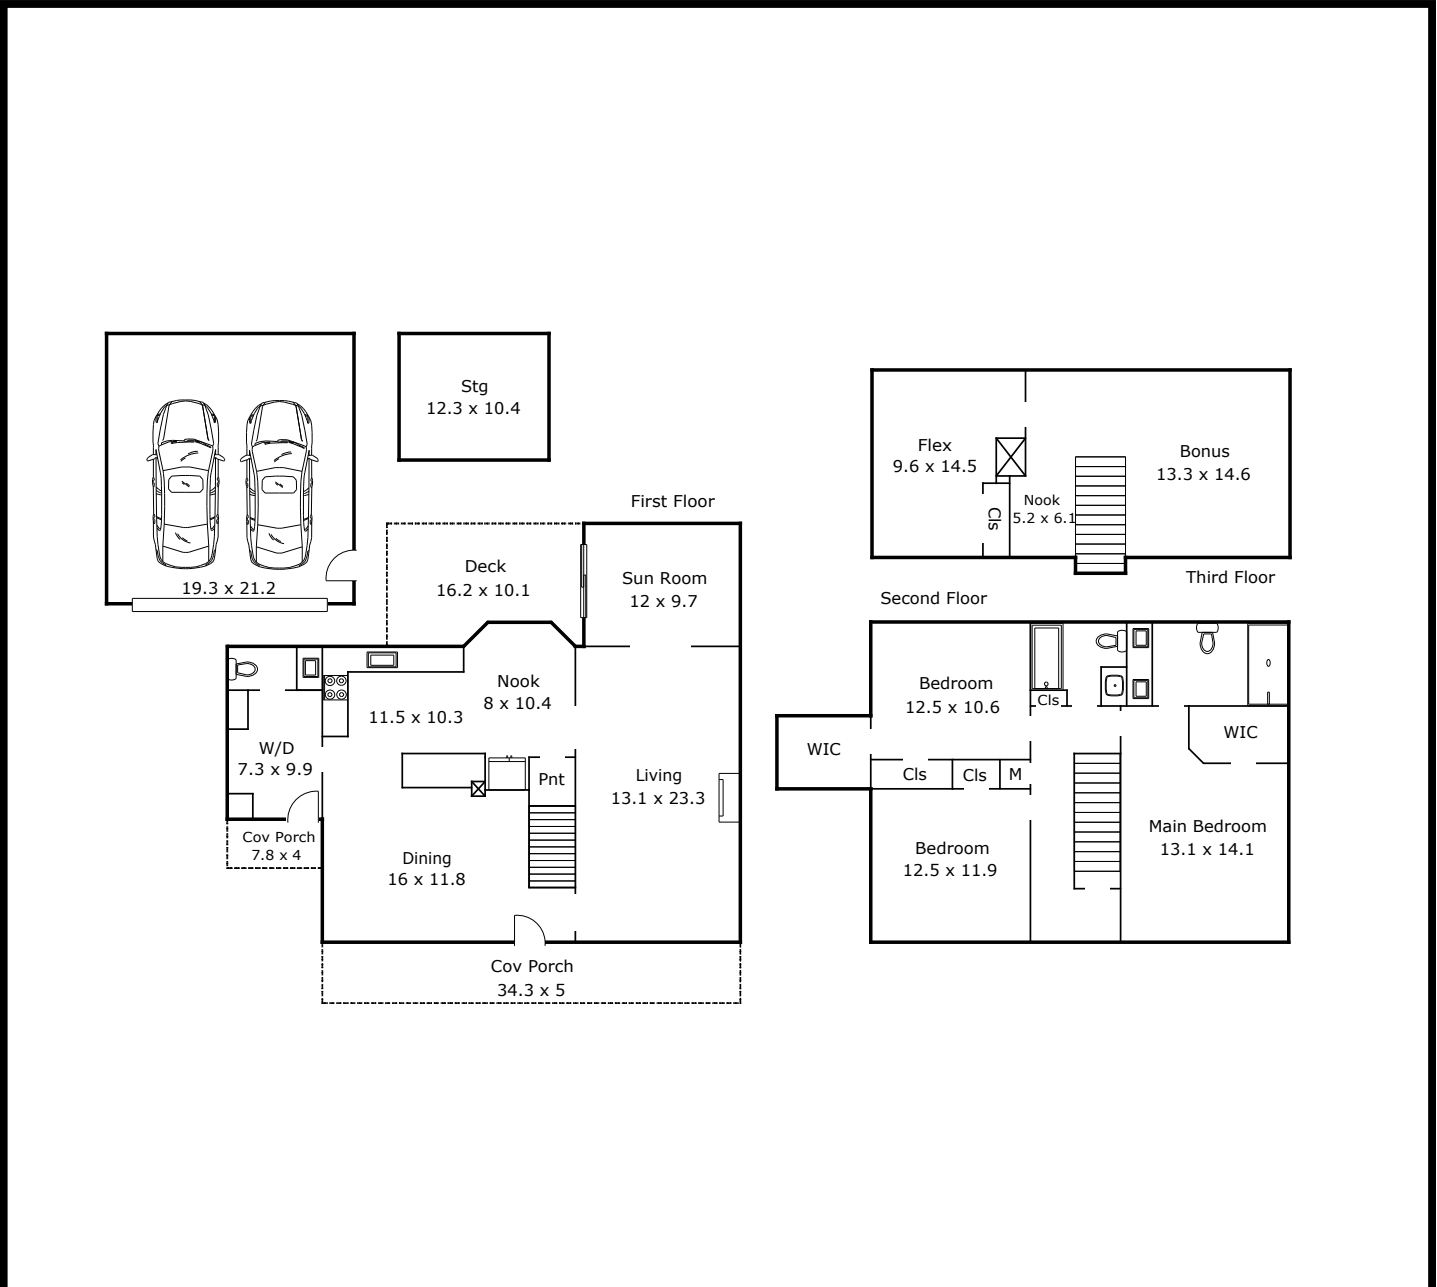 Stg
12.3 x 10.4
19.3 x 21.2
First Floor
Deck
16.2 x 10.1
Sun Room
12 x 9.7
Nook
8 x 10.4
11.5 x 10.3
W/D
7.3 x 9.9
Pnt
Living
13.1 x 23.3
Cov Porch
7.8 x 4
Dining
16 x 11.8
Cov Porch
34.3 x 5
Flex
9.6 x 14.5
Bonus
13.3 x 14.6
Nook
5.2 x 6.1
Cls
Third Floor
Second Floor
Bedroom
12.5 x 10.6
Cls
WIC
WIC
Cls
Cls
M
Bedroom
12.5 x 11.9
Main Bedroom
13.1 x 14.1